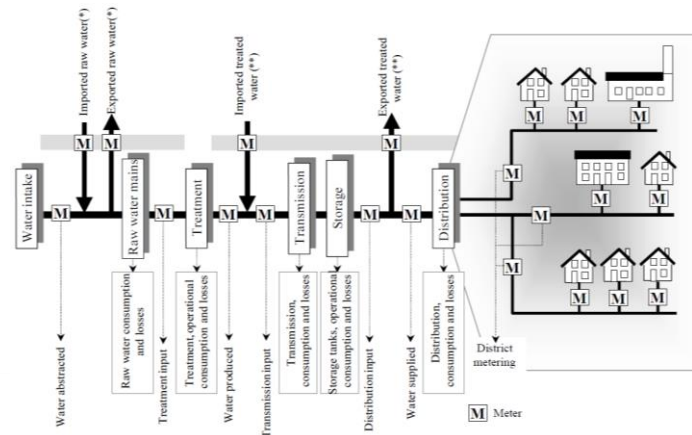 Imported raw water(*)
Exported raw water(*)
Imported treated
water (**)
Exported treated
water (**)
M
M
M
M
M
M
M
M
M
M
M
Water intake
M
Raw water mains
M
Treatment
M
M
Transmission
Storage
M
M
Distribution
M
M
M
M
M
M
M
Water abstracted
Raw water consumption
and losses
Treatment input
Treatment, operational
consumption and losses
Water produced
Transmission input
Transmission,
consumption and losses
Storage tanks, operational
consumption and losses
Distribution input
Water supplied
Distribution,
consumption and losses
District
metering
M Meter